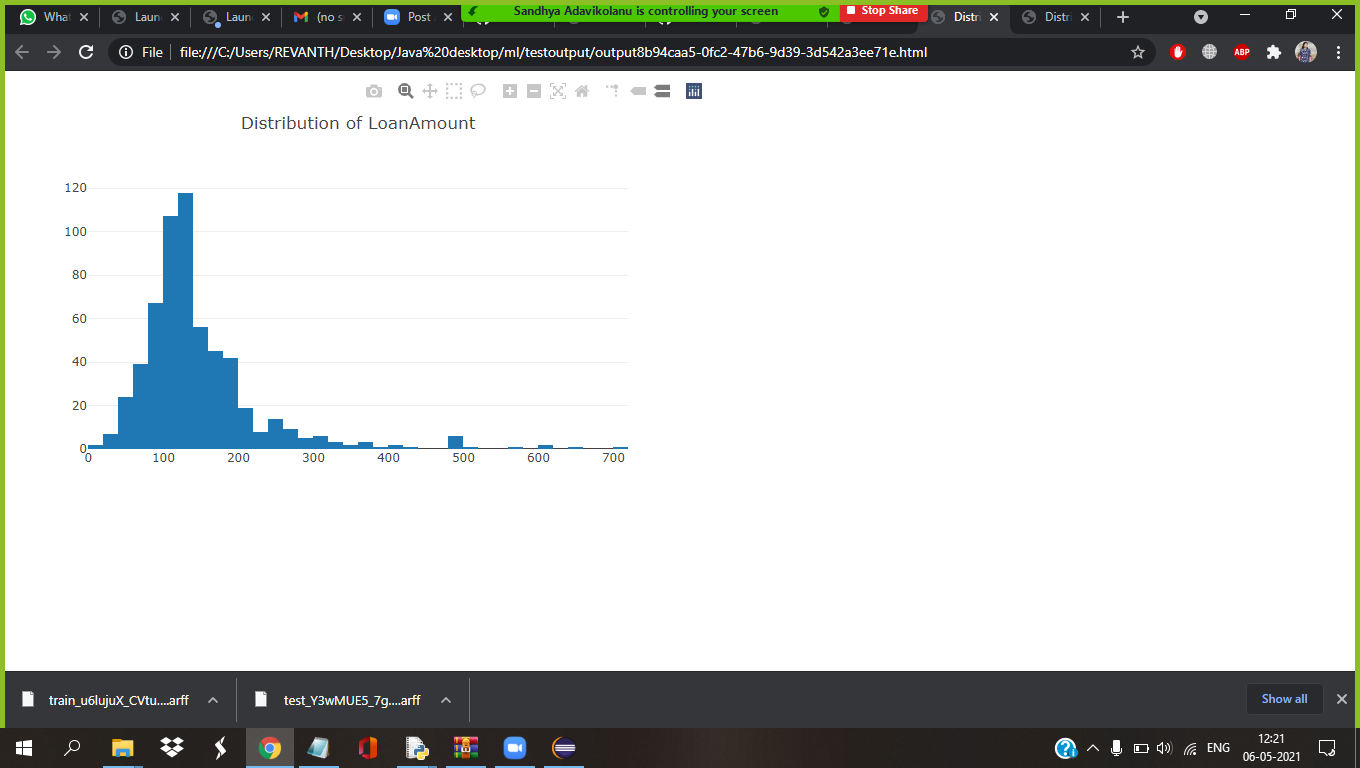 Sandhya Adavikolanu is controlling your screen
Stop Share
What
Laun
Laun
(no s
Post
Distri
Distri
File
file:///C:/Users/REVANTH/Desktop/Java%20desktop/ml/testoutput/output8b94caa5-0fc2-47b6-9d39-3d542a3ee71e.html
ABP
Distribution of LoanAmount
120
100
80
60
40
20
0
0 100 200 300 400 500 600 700
train_u6lujuX_CVtu....arff
test_Y3wMUE5_7g....arff
Show all
ENG
12:21
06-05-2021